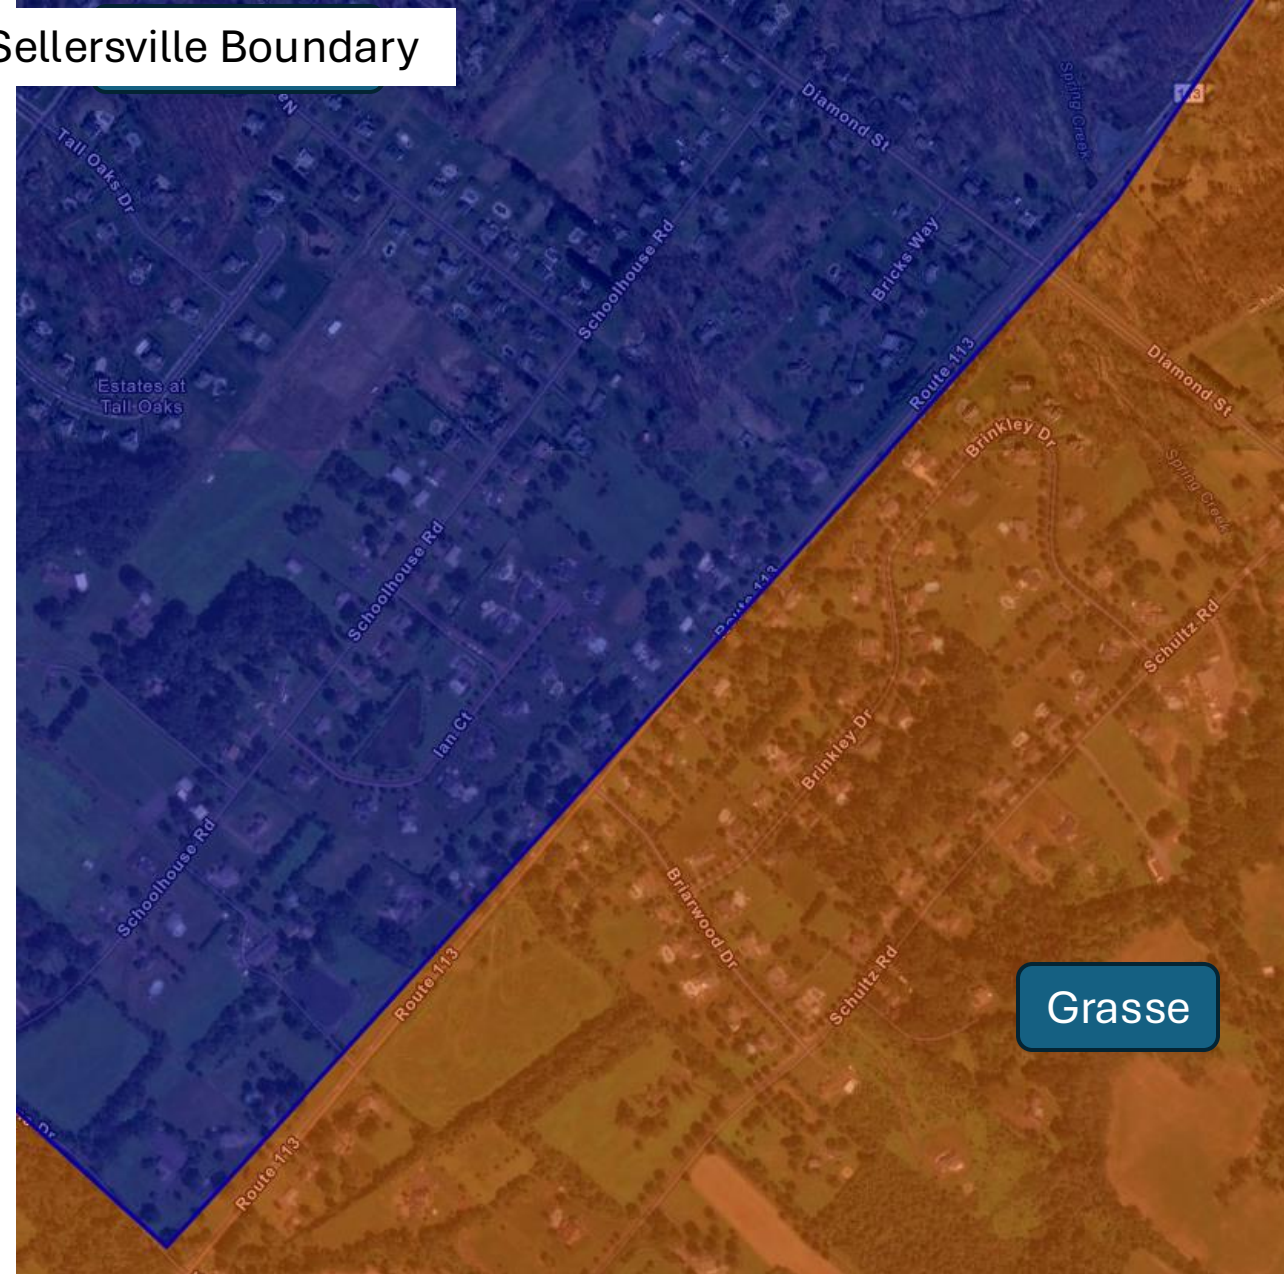 Sellersville Boundary
Diamond St
Spring Creek
113
Tall Oaks Dr
Schoolhouse Rd
Bricks Way
Route 113
Diamond St
Estates at
Tall Oaks
Brinkley Dr
Spring Creek
Schoolhouse Rd
Route 113
Schultz Rd
Ian Ct
Brinkley Dr
Schoolhouse Rd
Briarwood Dr
Route 113
Schultz Rd
Grasse
Dr
Route 113